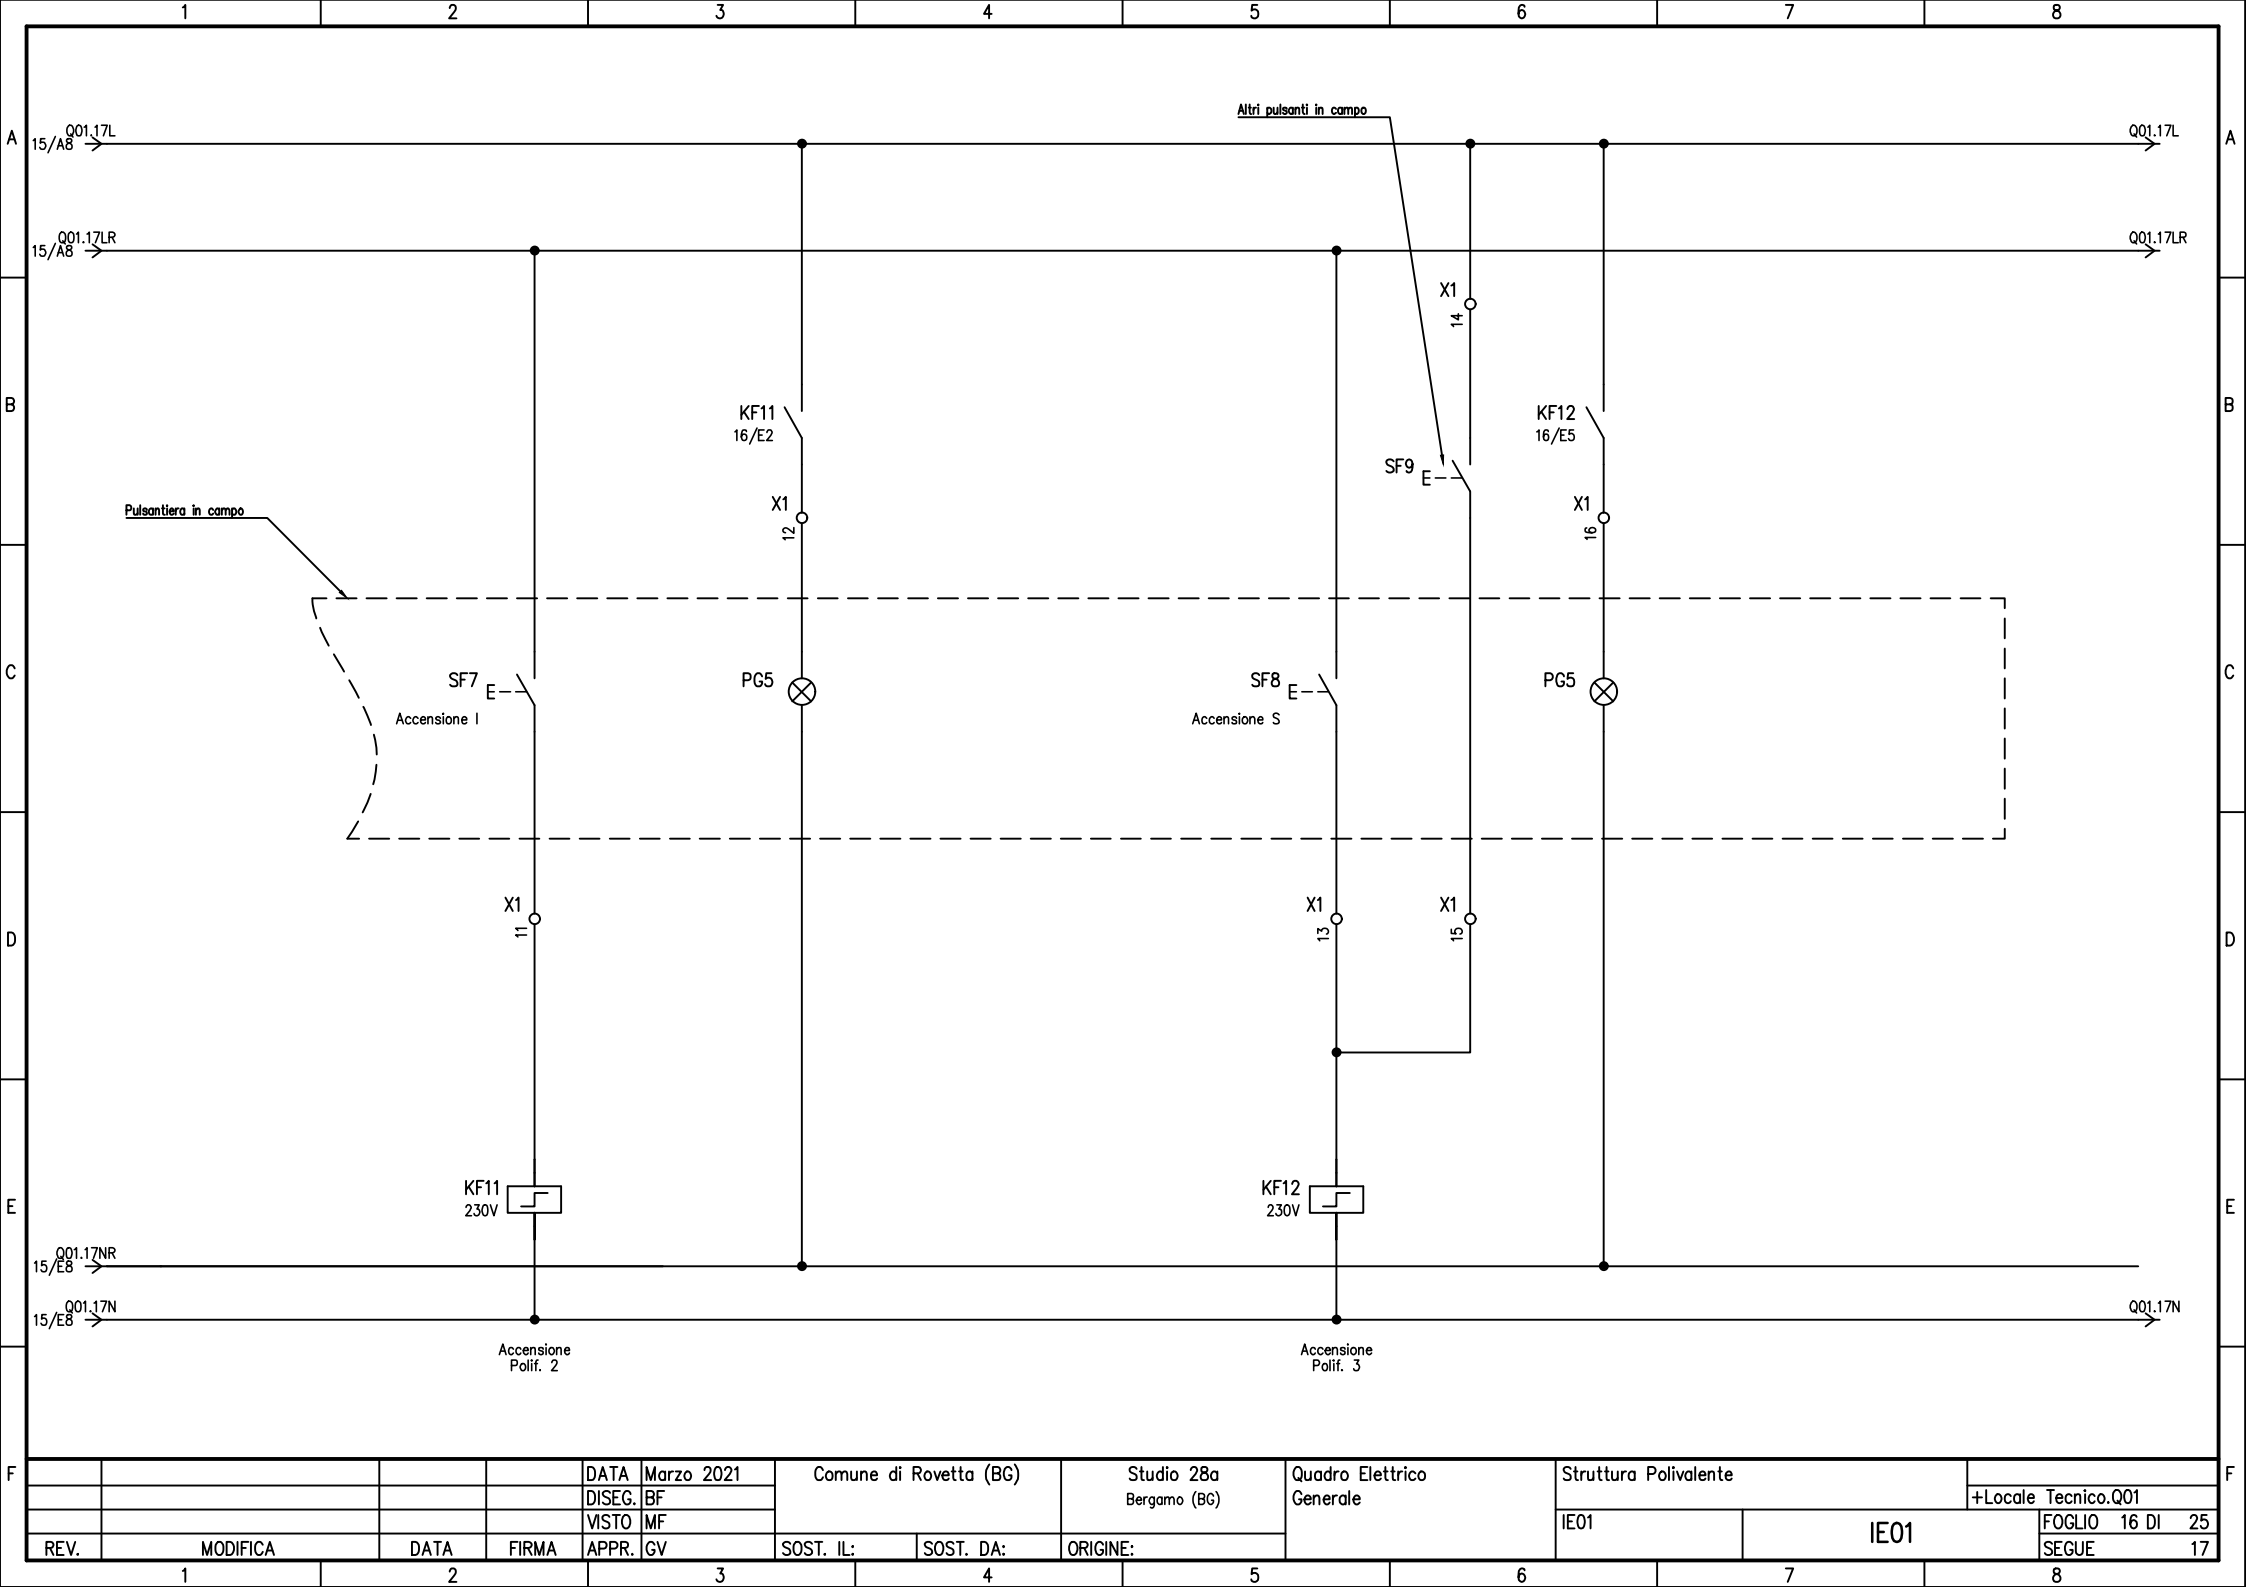 1 2 3 4 5 6 7 8
Altri pulsanti in campo
A Q01.17L Q01.17L A
15/A8
Q01.17LR Q01.17LR
15/A8
X1
14
B KF11 KF12 B
16/E2 16/E5
SF9 E
X1 X1
12 16
Pulsantiera in campo
C C
SF7 E PG5 SF8 E PG5
Accensione I Accensione S
X1 X1 X1
11 13 15
D D
KF11 KF12
230V 230V
E E
Q01.17NR
15/E8
Q01.17N Q01.17N
15/E8
Accensione Accensione
Polif. 2 Polif. 3
F F
DATA Marzo 2021 Comune di Rovetta (BG) Studio 28a Quadro Elettrico Struttura Polivalente
DISEG. BF Bergamo (BG) Generale +Locale Tecnico.Q01
VISTO MF IE01 IE01 FOGLIO 16 DI 25
REV. MODIFICA DATA FIRMA APPR. GV SOST. IL: SOST. DA: ORIGINE: SEGUE 17
1 2 3 4 5 6 7 8